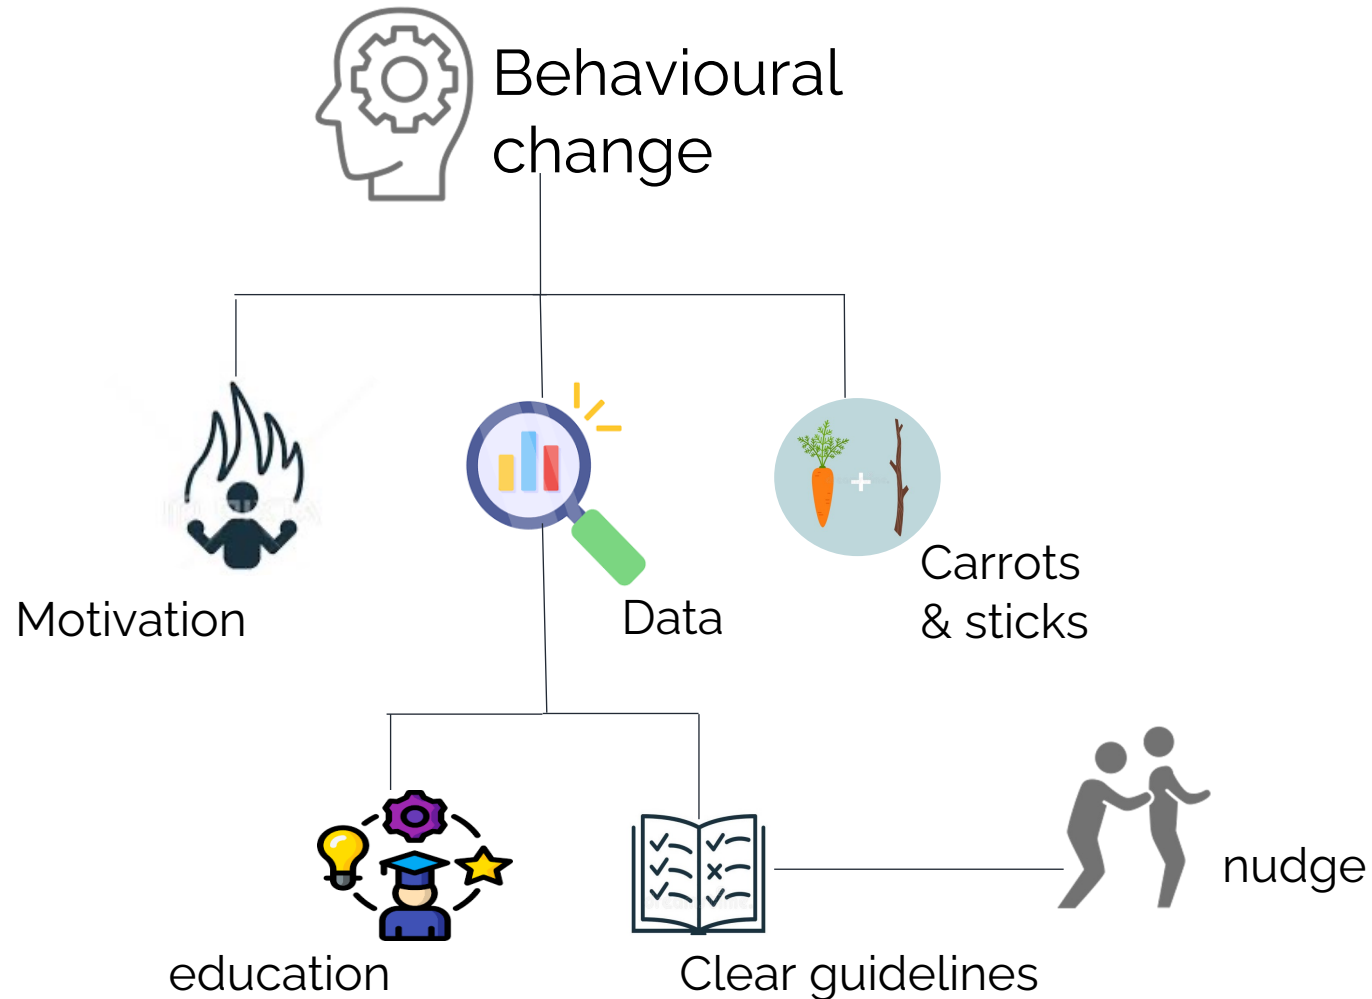 Behavioural
change
Motivation
Data
Carrots
& sticks
+
education
Clear guidelines
nudge